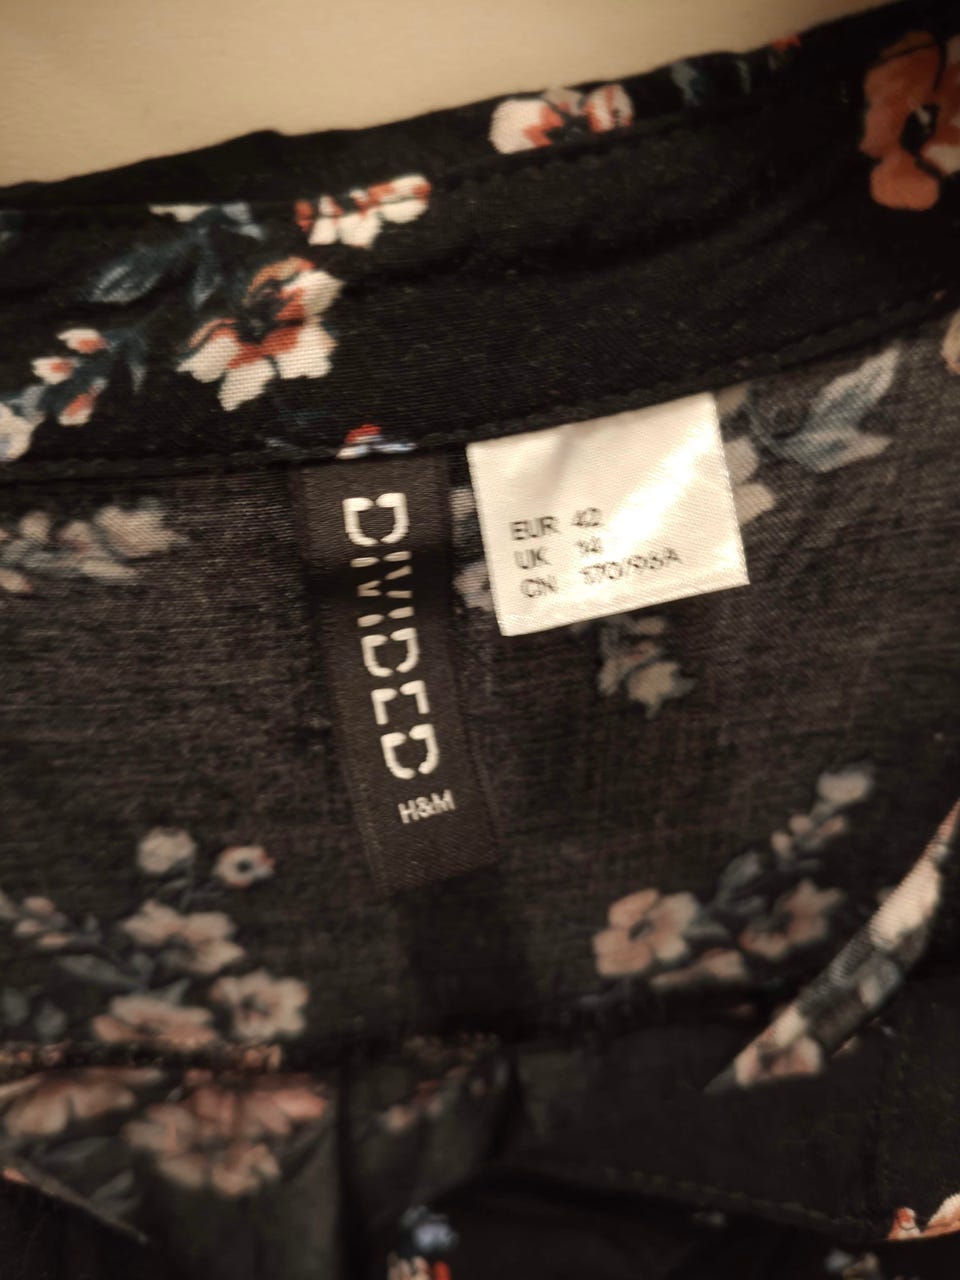 DIVIDED
H&M
EUR 42
UK 14
CN 170/96A